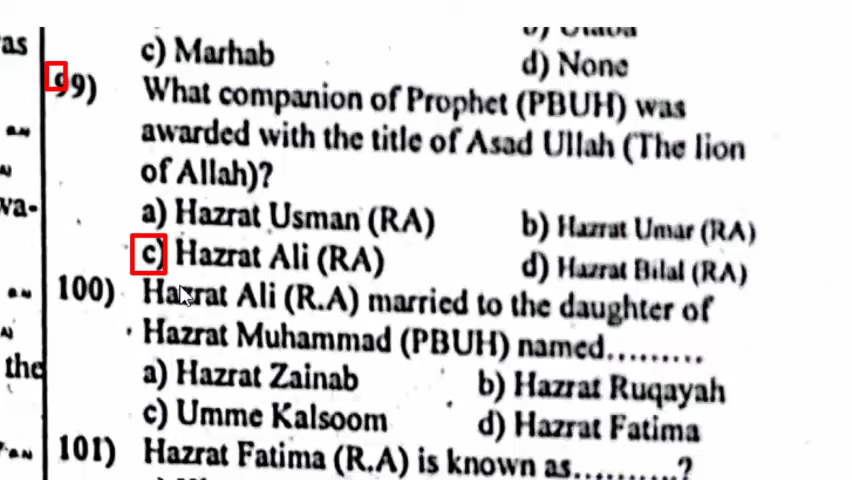 as
c) Marhab
d) None
99) What companion of Prophet (PBUH) was
awarded with the title of Asad Ullah (The lion
of Allah)?
va-
a) Hazrat Usman (RA) b) Hazrat Umar (RA)
c) Hazrat Ali (RA) d) Hazrat Bilal (RA)
100) Hazrat Ali (R.A) married to the daughter of
Hazrat Muhammad (PBUH) named.........
the
a) Hazrat Zainab b) Hazrat Ruqayah
c) Umme Kalsoom d) Hazrat Fatima
101) Hazrat Fatima (R.A) is known as..........?